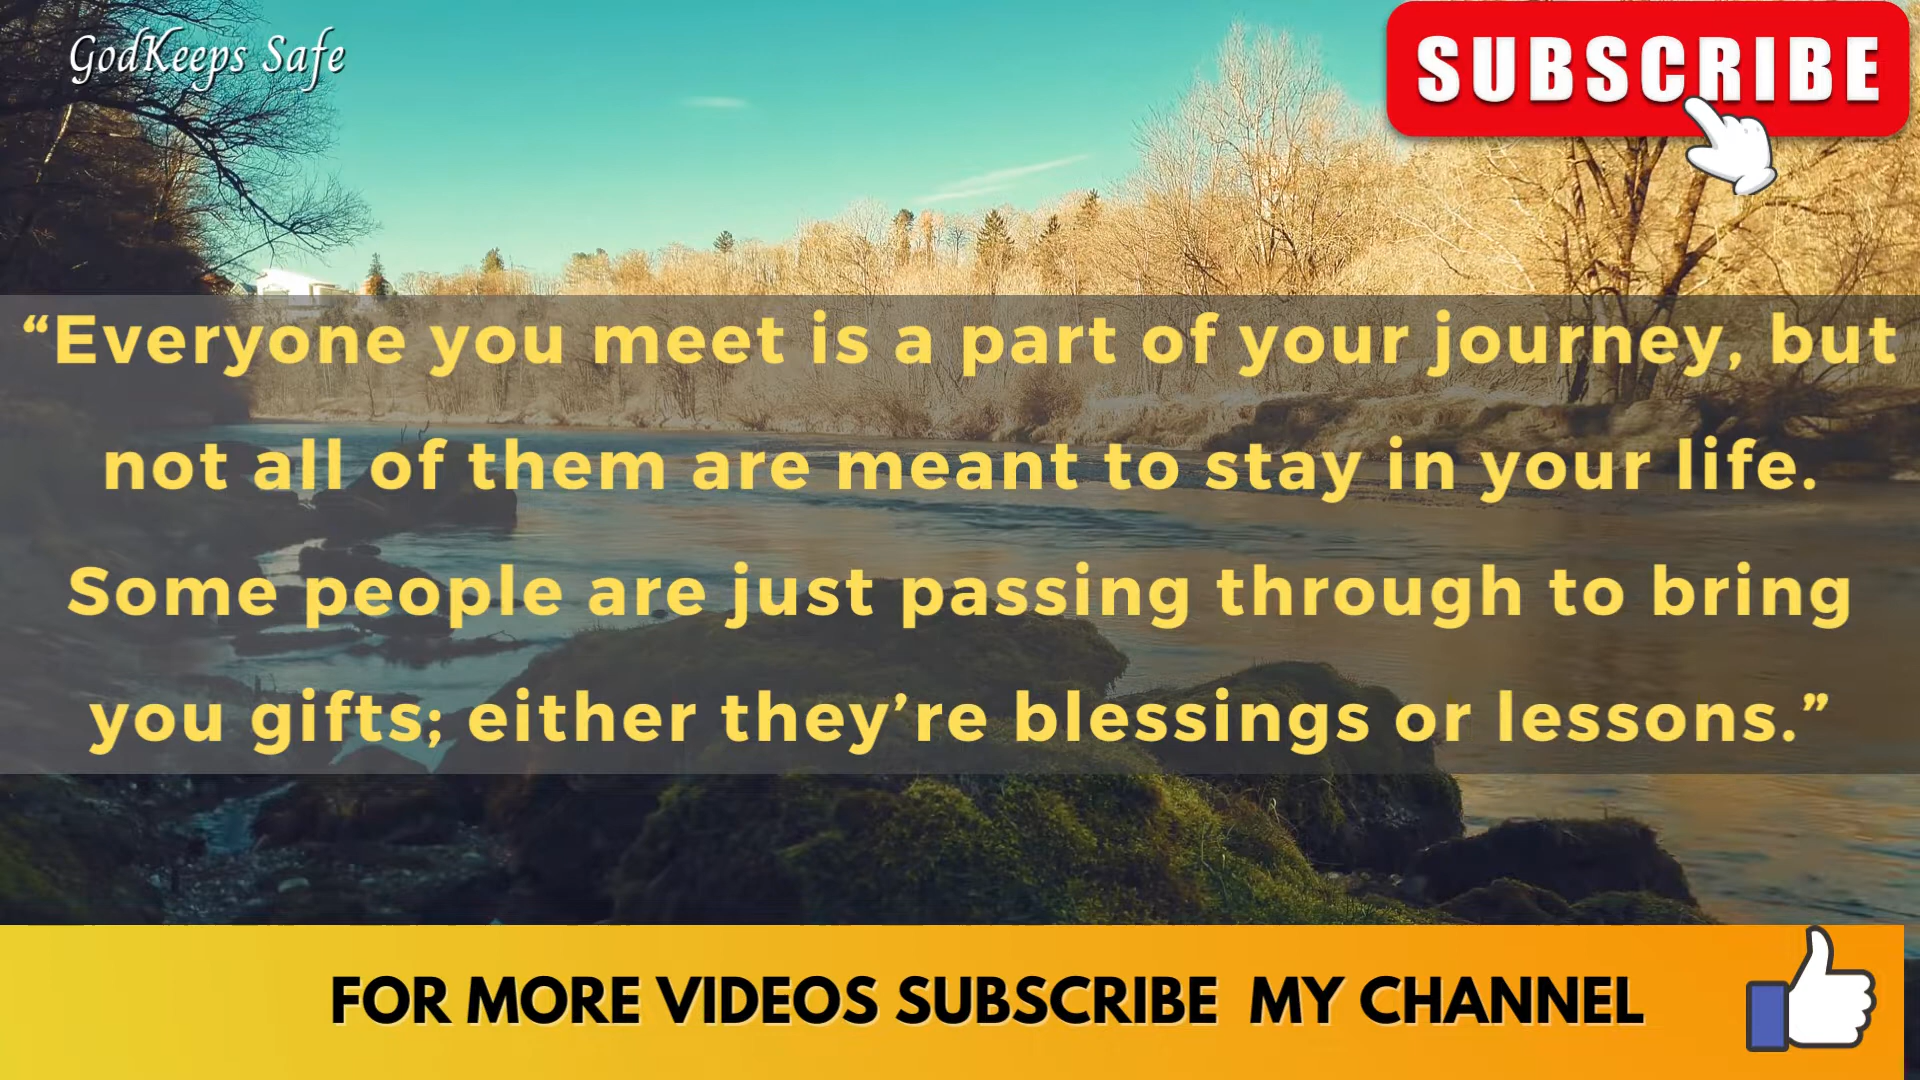 GodKeeps Safe
SUBSCRIBE
“Everyone you meet is a part of your journey, but
not all of them are meant to stay in your life.
Some people are just passing through to bring
you gifts; either they’re blessings or lessons.”
FOR MORE VIDEOS SUBSCRIBE MY CHANNEL